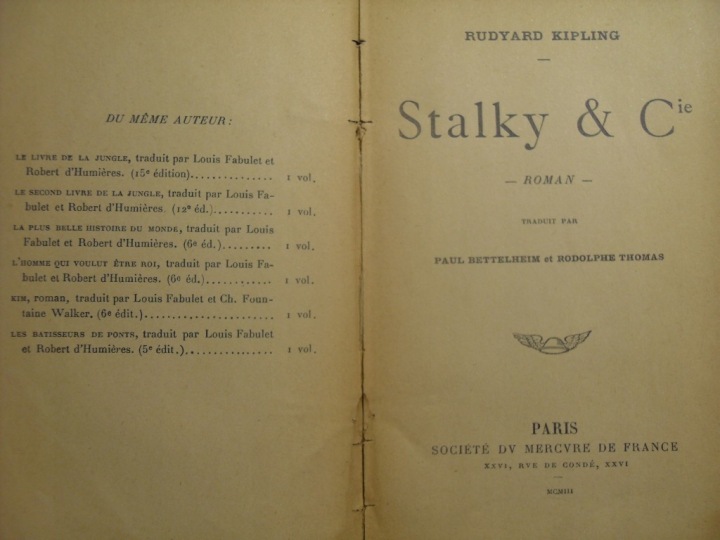 DU MÊME AUTEUR :
LE LIVRE DE LA JUNGLE, traduit par Louis Fabulet et
Robert d'Humières. (15e édition)............ 1 vol.
LE SECOND LIVRE DE LA JUNGLE, traduit par Louis Fa-
bulet et Robert d'Humières. (12e éd.)............ 1 vol.
LA PLUS BELLE HISTOIRE DU MONDE, traduit par Louis
Fabulet et Robert d'Humières. (6e éd.)......... 1 vol.
L'HOMME QUI VOULUT ÊTRE ROI, traduit par Louis Fa-
bulet et Robert d'Humières. (6e éd.)........... 1 vol.
KIM, roman, traduit par Louis Fabulet et Ch. Foun-
taine Walker. (6e édit.)...................... 1 vol.
LES BATISSEURS DE PONTS, traduit par Louis Fabulet
et Robert d'Humières. (5e édit.)............... 1 vol.
RUDYARD KIPLING
—
Stalky & Cie
— ROMAN —
TRADUIT PAR
PAUL BETTELHEIM et RODOLPHE THOMAS
PARIS
SOCIÉTÉ DV MERCVRE DE FRANCE
XXVI, RVE DE CONDÉ, XXVI
—
MCMIII